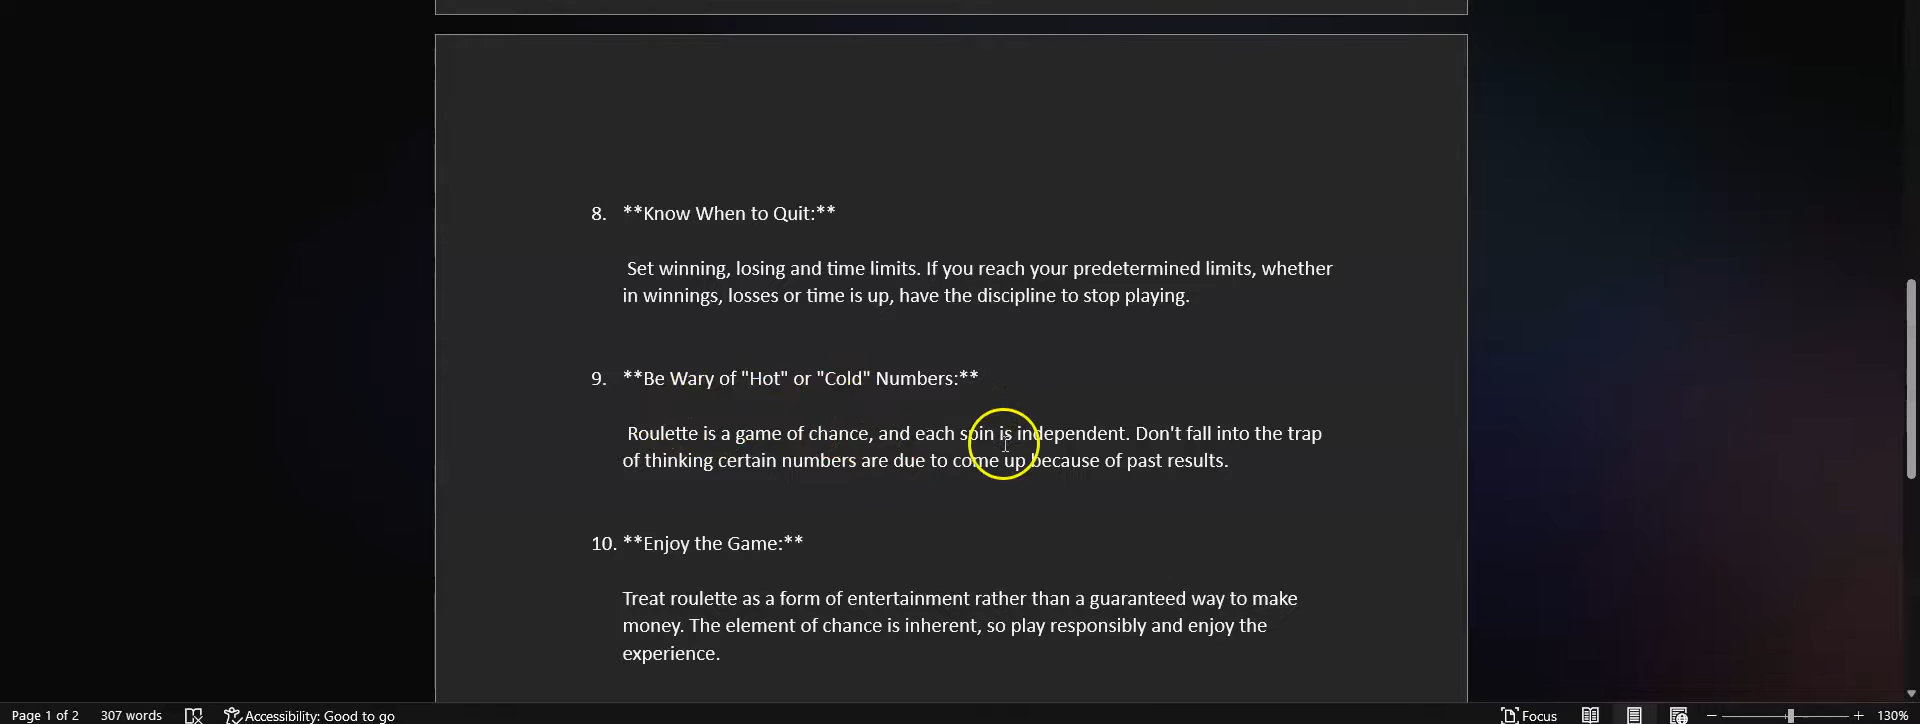 8. **Know When to Quit:**
Set winning, losing and time limits. If you reach your predetermined limits, whether
in winnings, losses or time is up, have the discipline to stop playing.
9. **Be Wary of "Hot" or "Cold" Numbers:**
Roulette is a game of chance, and each spin is independent. Don't fall into the trap
of thinking certain numbers are due to come up because of past results.
10. **Enjoy the Game:**
Treat roulette as a form of entertainment rather than a guaranteed way to make
money. The element of chance is inherent, so play responsibly and enjoy the
experience.
Page 1 of 2 307 words Accessibility: Good to go Focus 130%